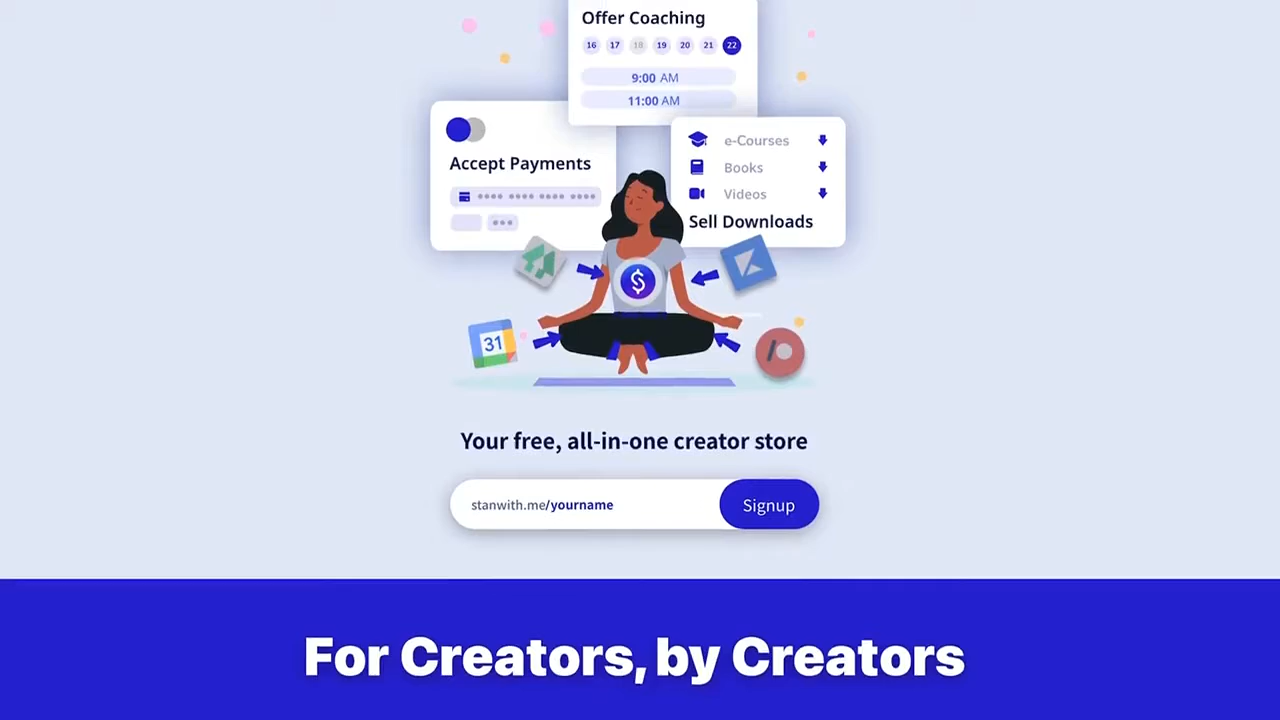 Offer Coaching
16 17 18 19 20 21 22
9:00 AM
11:00 AM
Accept Payments
e-Courses
Books
Videos
Sell Downloads
31
Your free, all-in-one creator store
stanwith.me/yourname
Signup
For Creators, by Creators